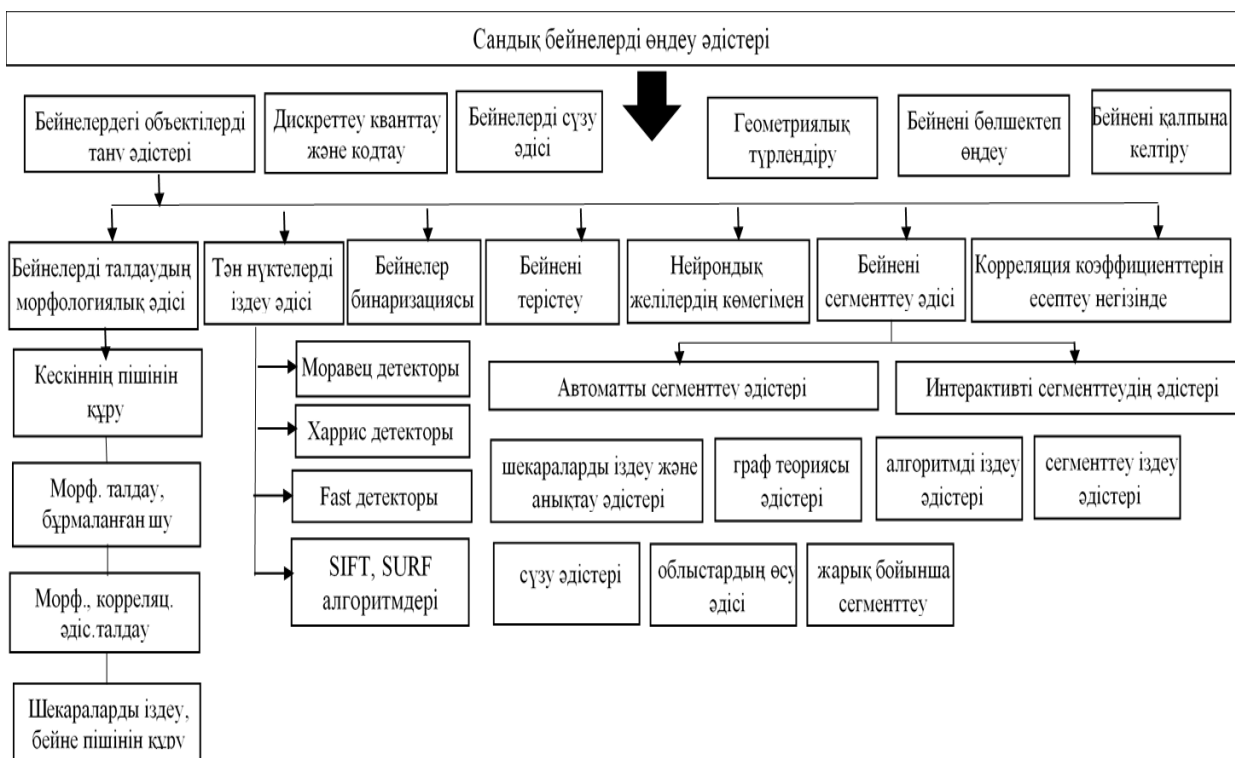 Сандық бейнелерді өңдеу әдістері
Бейнелердегі объектілерді
тану әдістері
Дискреттеу кванттау
және кодтау
Бейнелерді сүзу
әдісі
Геометриялық
түрлендіру
Бейнені бөлшектеп
өңдеу
Бейнені қалпына
келтіру
Бейнелерді талдаудың
морфологиялық әдісі
Тән нүктелерді
іздеу әдісі
Бейнелер
бинаризациясы
Бейнені
терістеу
Нейрондық
желілердің көмегімен
Бейнені
сегменттеу әдісі
Корреляция коэффициенттерін
есептеу негізінде
Кескіннің пішінін
құру
Морф. талдау,
бұрмаланған шу
Морф., корреляц.
әдіс.талдау
Шекараларды іздеу,
бейне пішінін құру
Моравец детекторы
Харрис детекторы
Fast детекторы
SIFT, SURF
алгоритмдері
Автоматты сегменттеу әдістері
Интерактивті сегменттеудің әдістері
шекараларды іздеу және
анықтау әдістері
граф теориясы
әдістері
алгоритмді іздеу
әдістері
сегменттеу іздеу
әдістері
сүзу әдістері
облыстардың өсу
әдісі
жарық бойынша
сегменттеу